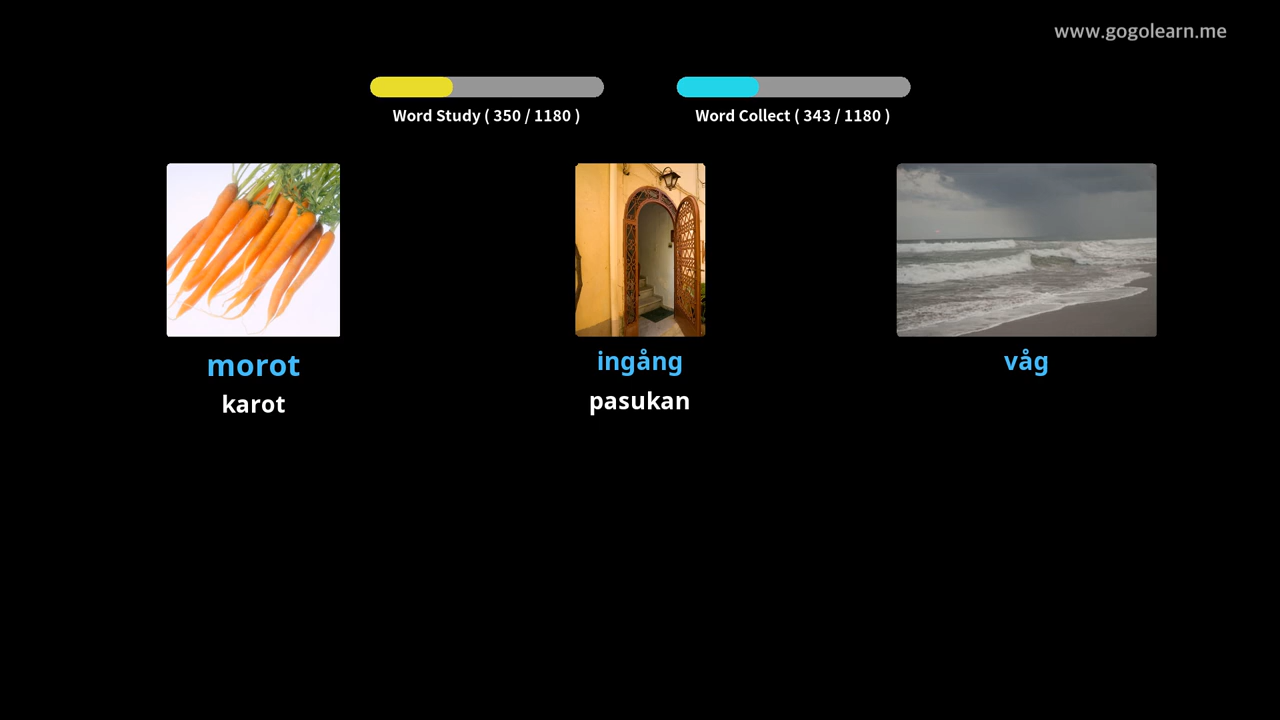 www.gogolearn.me
Word Study ( 350 / 1180 )
Word Collect ( 343 / 1180 )
morot
karot
ingång
pasukan
våg